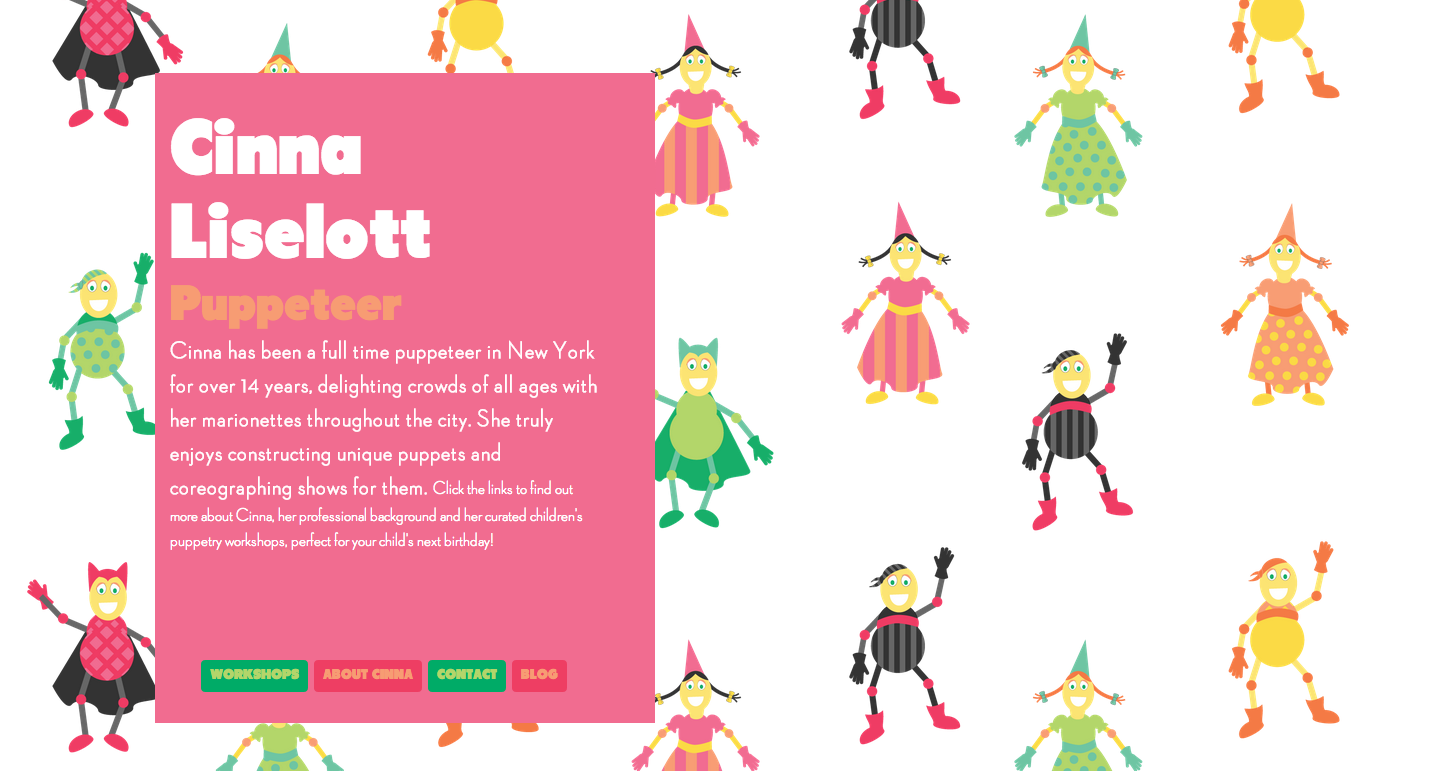 Cinna
Liselott
Puppeteer
Cinna has been a full time puppeteer in New York
for over 14 years, delighting crowds of all ages with
her marionettes throughout the city. She truly
enjoys constructing unique puppets and
coreographing shows for them. Click the links to find out
more about Cinna, her professional background and her curated children's
puppetry workshops, perfect for your child's next birthday!
WORKSHOPS ABOUT CINNA CONTACT BLOG